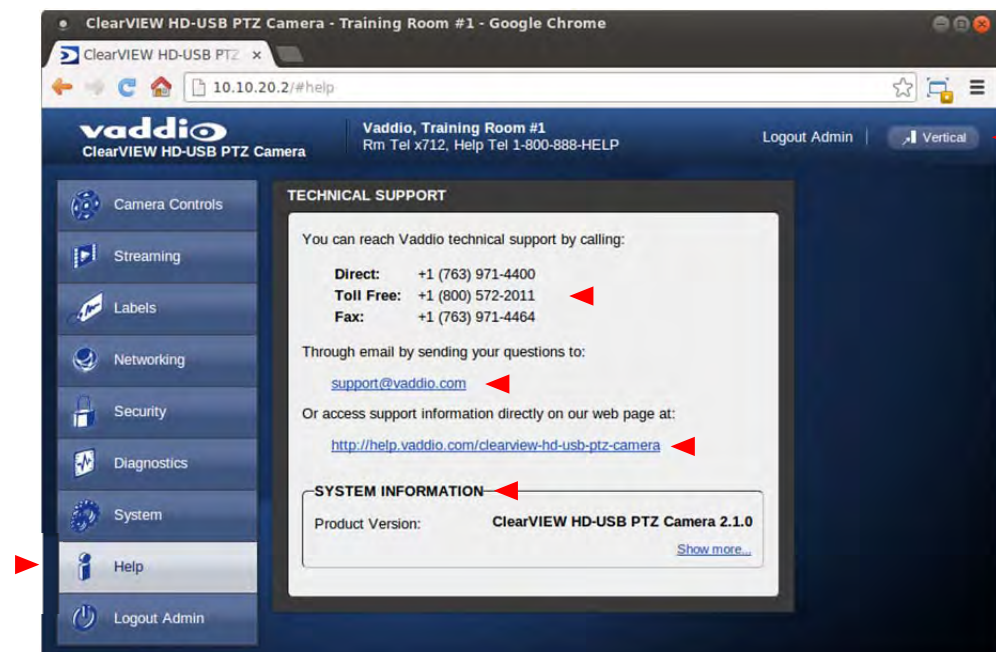 ClearVIEW HD-USB PTZ Camera - Training Room #1 - Google Chrome
ClearVIEW HD-USB PTZ
10.10.20.2/#help
vaddio
ClearVIEW HD-USB PTZ Camera
Vaddio, Training Room #1
Rm Tel x712, Help Tel 1-800-888-HELP
Logout Admin
Vertical
Camera Controls
Streaming
Labels
Networking
Security
Diagnostics
System
Help
Logout Admin
TECHNICAL SUPPORT
You can reach Vaddio technical support by calling:
Direct: +1 (763) 971-4400
Toll Free: +1 (800) 572-2011
Fax: +1 (763) 971-4464
Through email by sending your questions to:
support@vaddio.com
Or access support information directly on our web page at:
http://help.vaddio.com/clearview-hd-usb-ptz-camera
SYSTEM INFORMATION
Product Version: ClearVIEW HD-USB PTZ Camera 2.1.0
Show more...